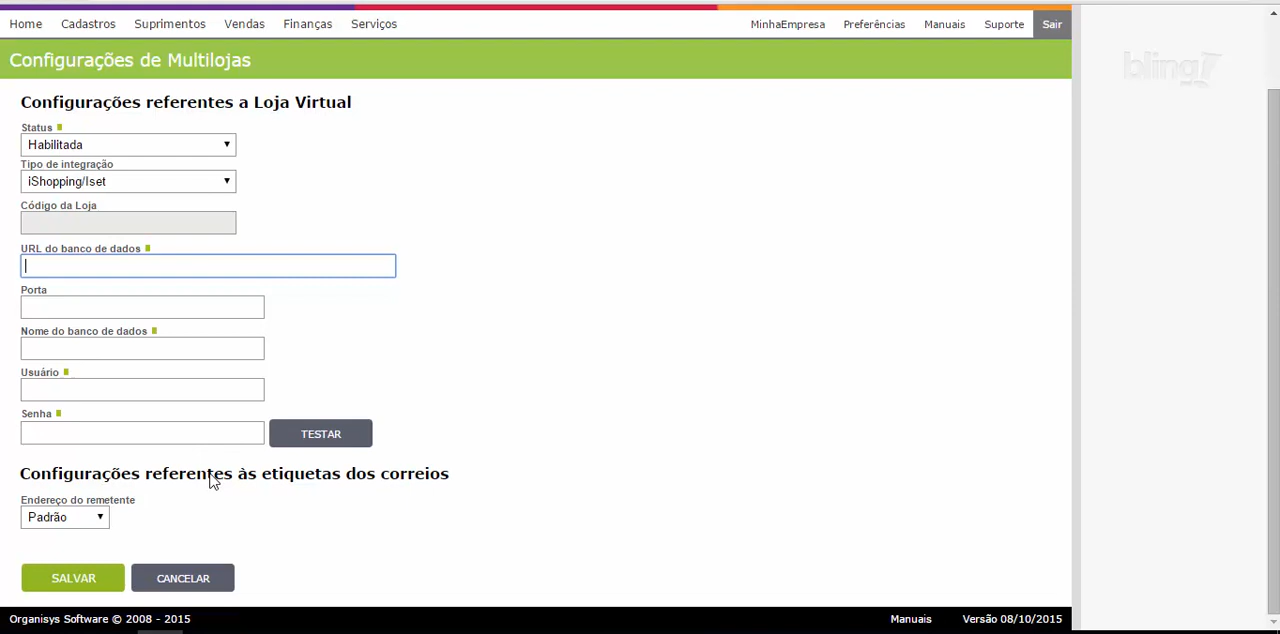 Home Cadastros Suprimentos Vendas Finanças Serviços MinhaEmpresa Preferências Manuais Suporte Sair
bling
Configurações de Multilojas
Configurações referentes a Loja Virtual
Status
Habilitada
Tipo de integração
iShopping/Iset
Código da Loja
URL do banco de dados
Porta
Nome do banco de dados
Usuário
Senha
TESTAR
Configurações referentes às etiquetas dos correios
Endereço do remetente
Padrão
SALVAR CANCELAR
Organisys Software © 2008 - 2015 Manuais Versão 08/10/2015